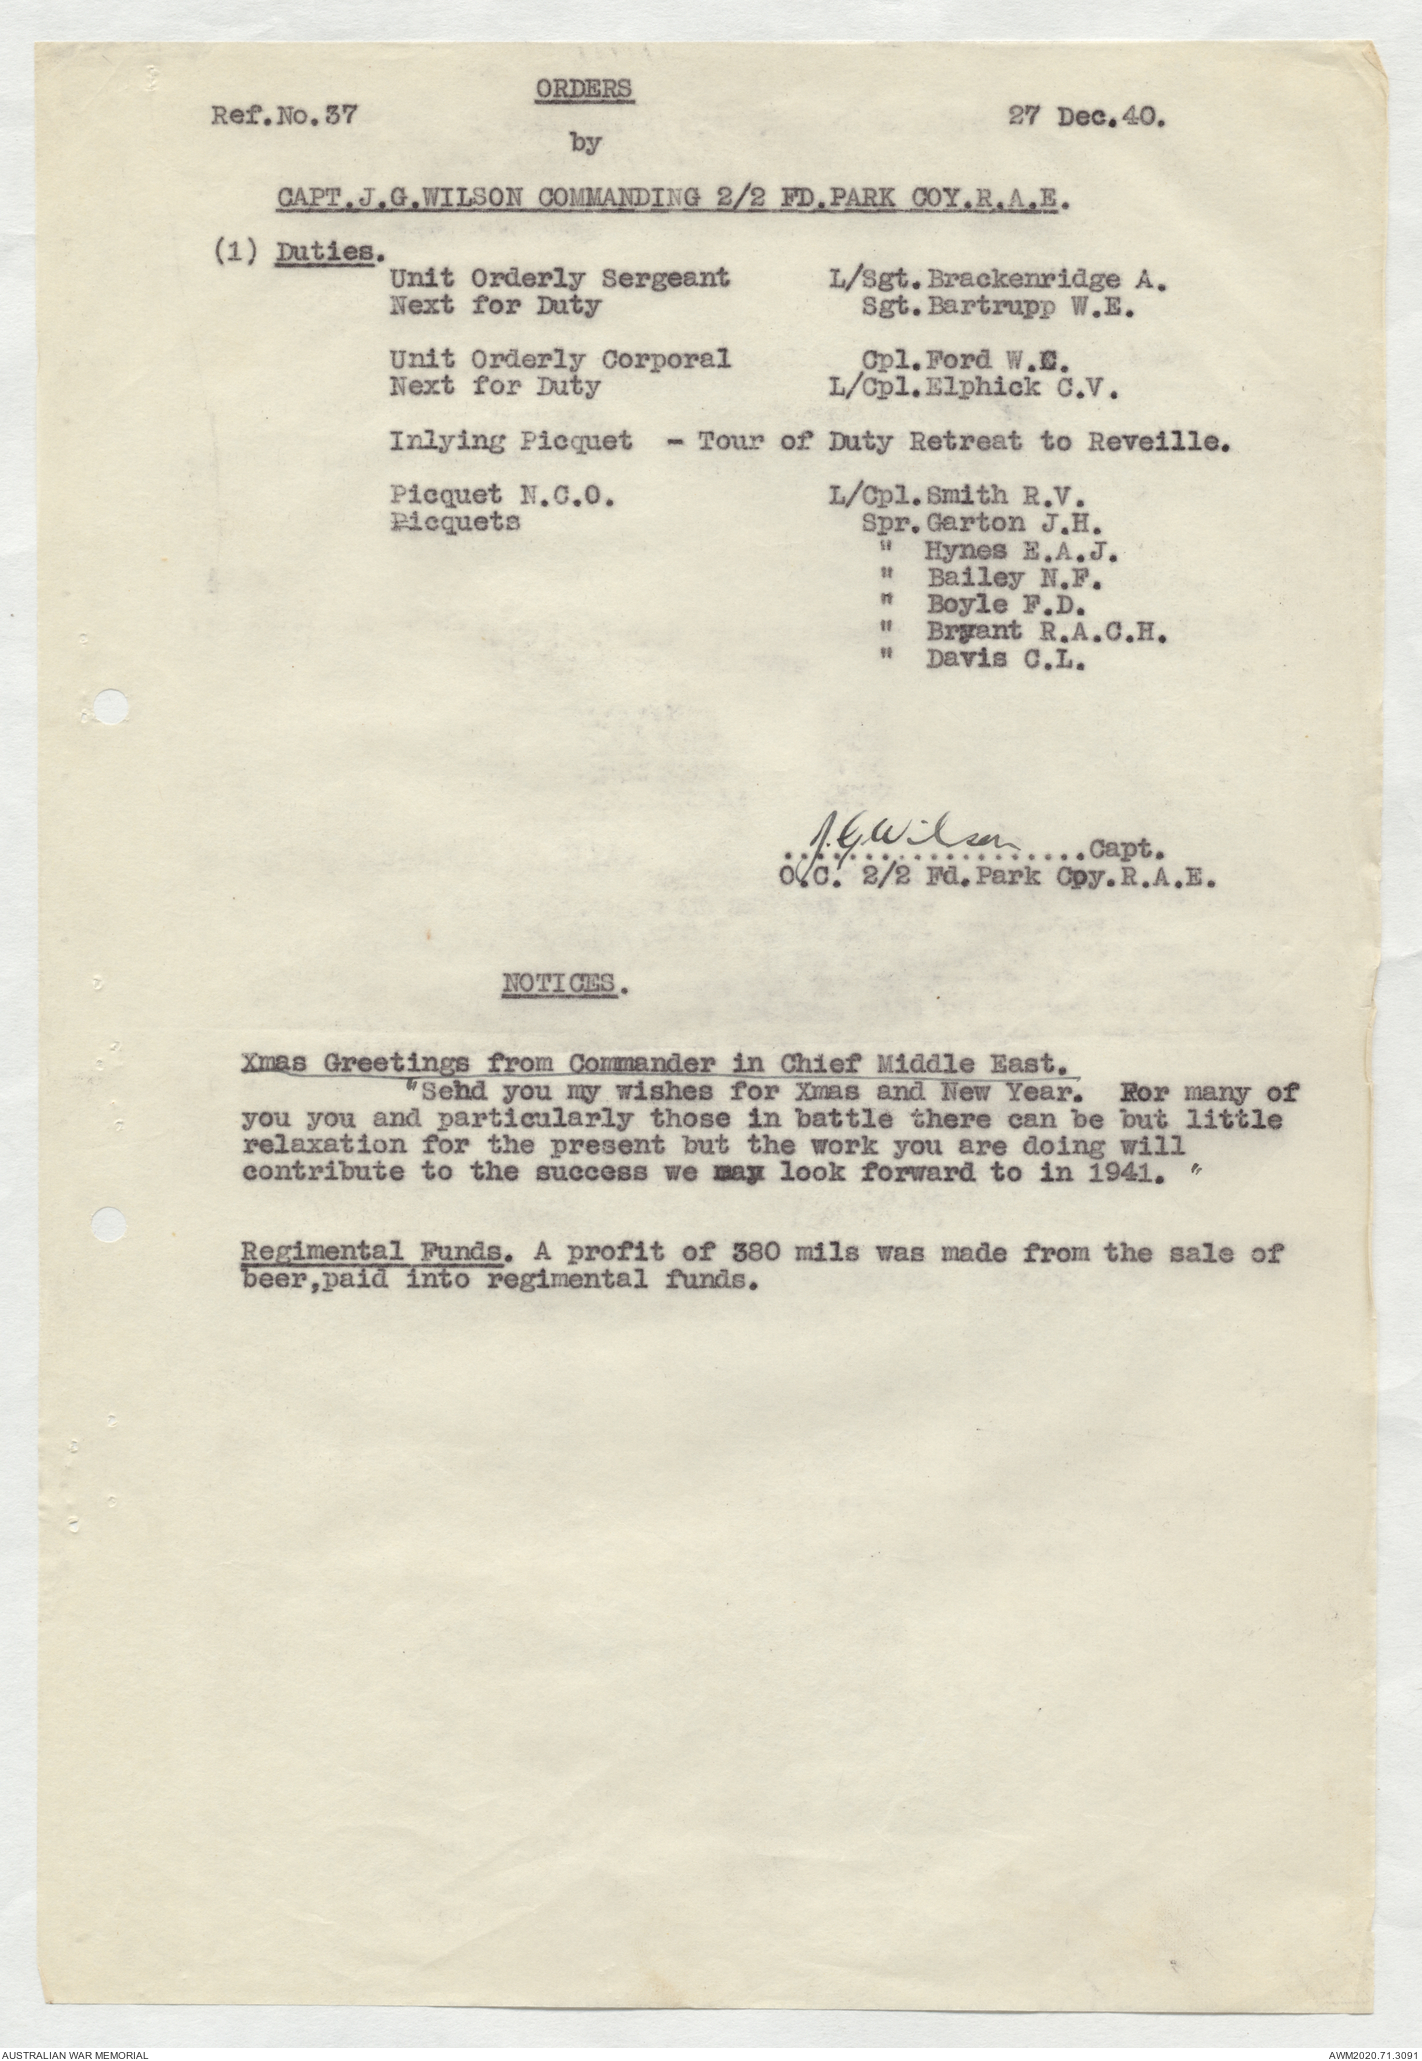 ORDERS
Ref.No.37 27 Dec.40.
by
CAPT.J.G.WILSON COMMANDING 2/2 FD.PARK COY.R.A.E.
(1) Duties.
Unit Orderly Sergeant L/Sgt.Brackenridge A.
Next for Duty Sgt.Bartrupp W.E.
Unit Orderly Corporal Cpl.Ford W.C.
Next for Duty L/Cpl.Elphick C.V.
Inlying Picquet - Tour of Duty Retreat to Reveille.
Picquet N.C.O. L/Cpl.Smith R.V.
Picquets Spr.Garton J.H.
" Hynes E.A.J.
" Bailey N.F.
" Boyle F.D.
" Bryant R.A.C.H.
" Davis C.L.
J.G.Wilson
...................Capt.
O.C. 2/2 Fd.Park Coy.R.A.E.
NOTICES.
Xmas Greetings from Commander in Chief Middle East.
"Send you my wishes for Xmas and New Year. For many of
you you and particularly those in battle there can be but little
relaxation for the present but the work you are doing will
contribute to the success we may look forward to in 1941. "
Regimental Funds. A profit of 380 mils was made from the sale of
beer,paid into regimental funds.
AUSTRALIAN WAR MEMORIAL AWM2020.71.3091